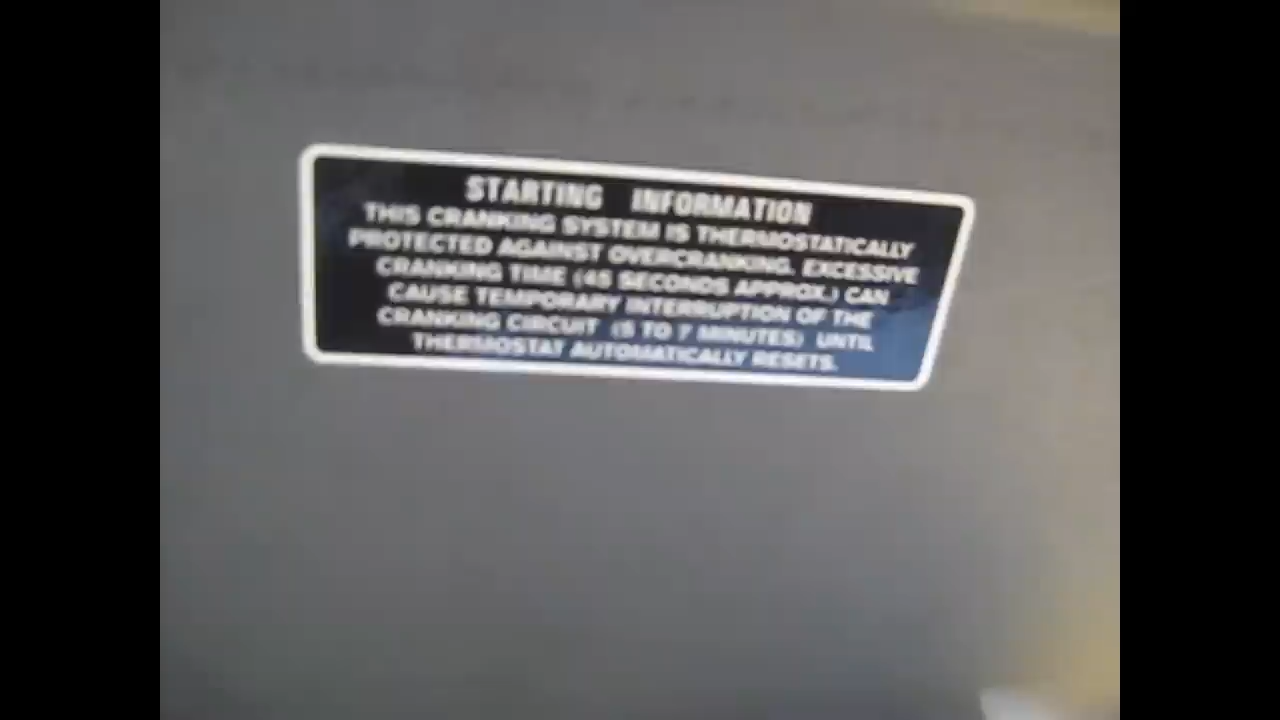 STARTING INFORMATION
THIS CRANKING SYSTEM IS THERMOSTATICALLY
PROTECTED AGAINST OVERCRANKING. EXCESSIVE
CRANKING TIME (45 SECONDS APPROX.) CAN
CAUSE TEMPORARY INTERRUPTION OF THE
CRANKING CIRCUIT (5 TO 7 MINUTES) UNTIL
THERMOSTAT AUTOMATICALLY RESETS.